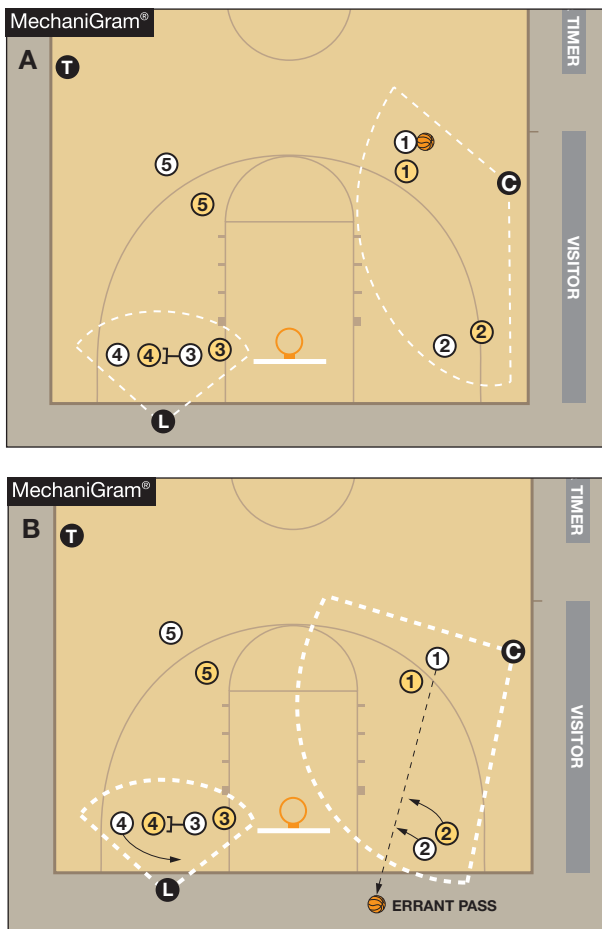 MechaniGram®
A
T
TIMER
1
5
1
C
5
VISITOR
2
2
4 4 3 3
L
MechaniGram®
B
T
TIMER
5
1
C
5
1
VISITOR
4 4 3 3
2
2
L
ERRANT PASS